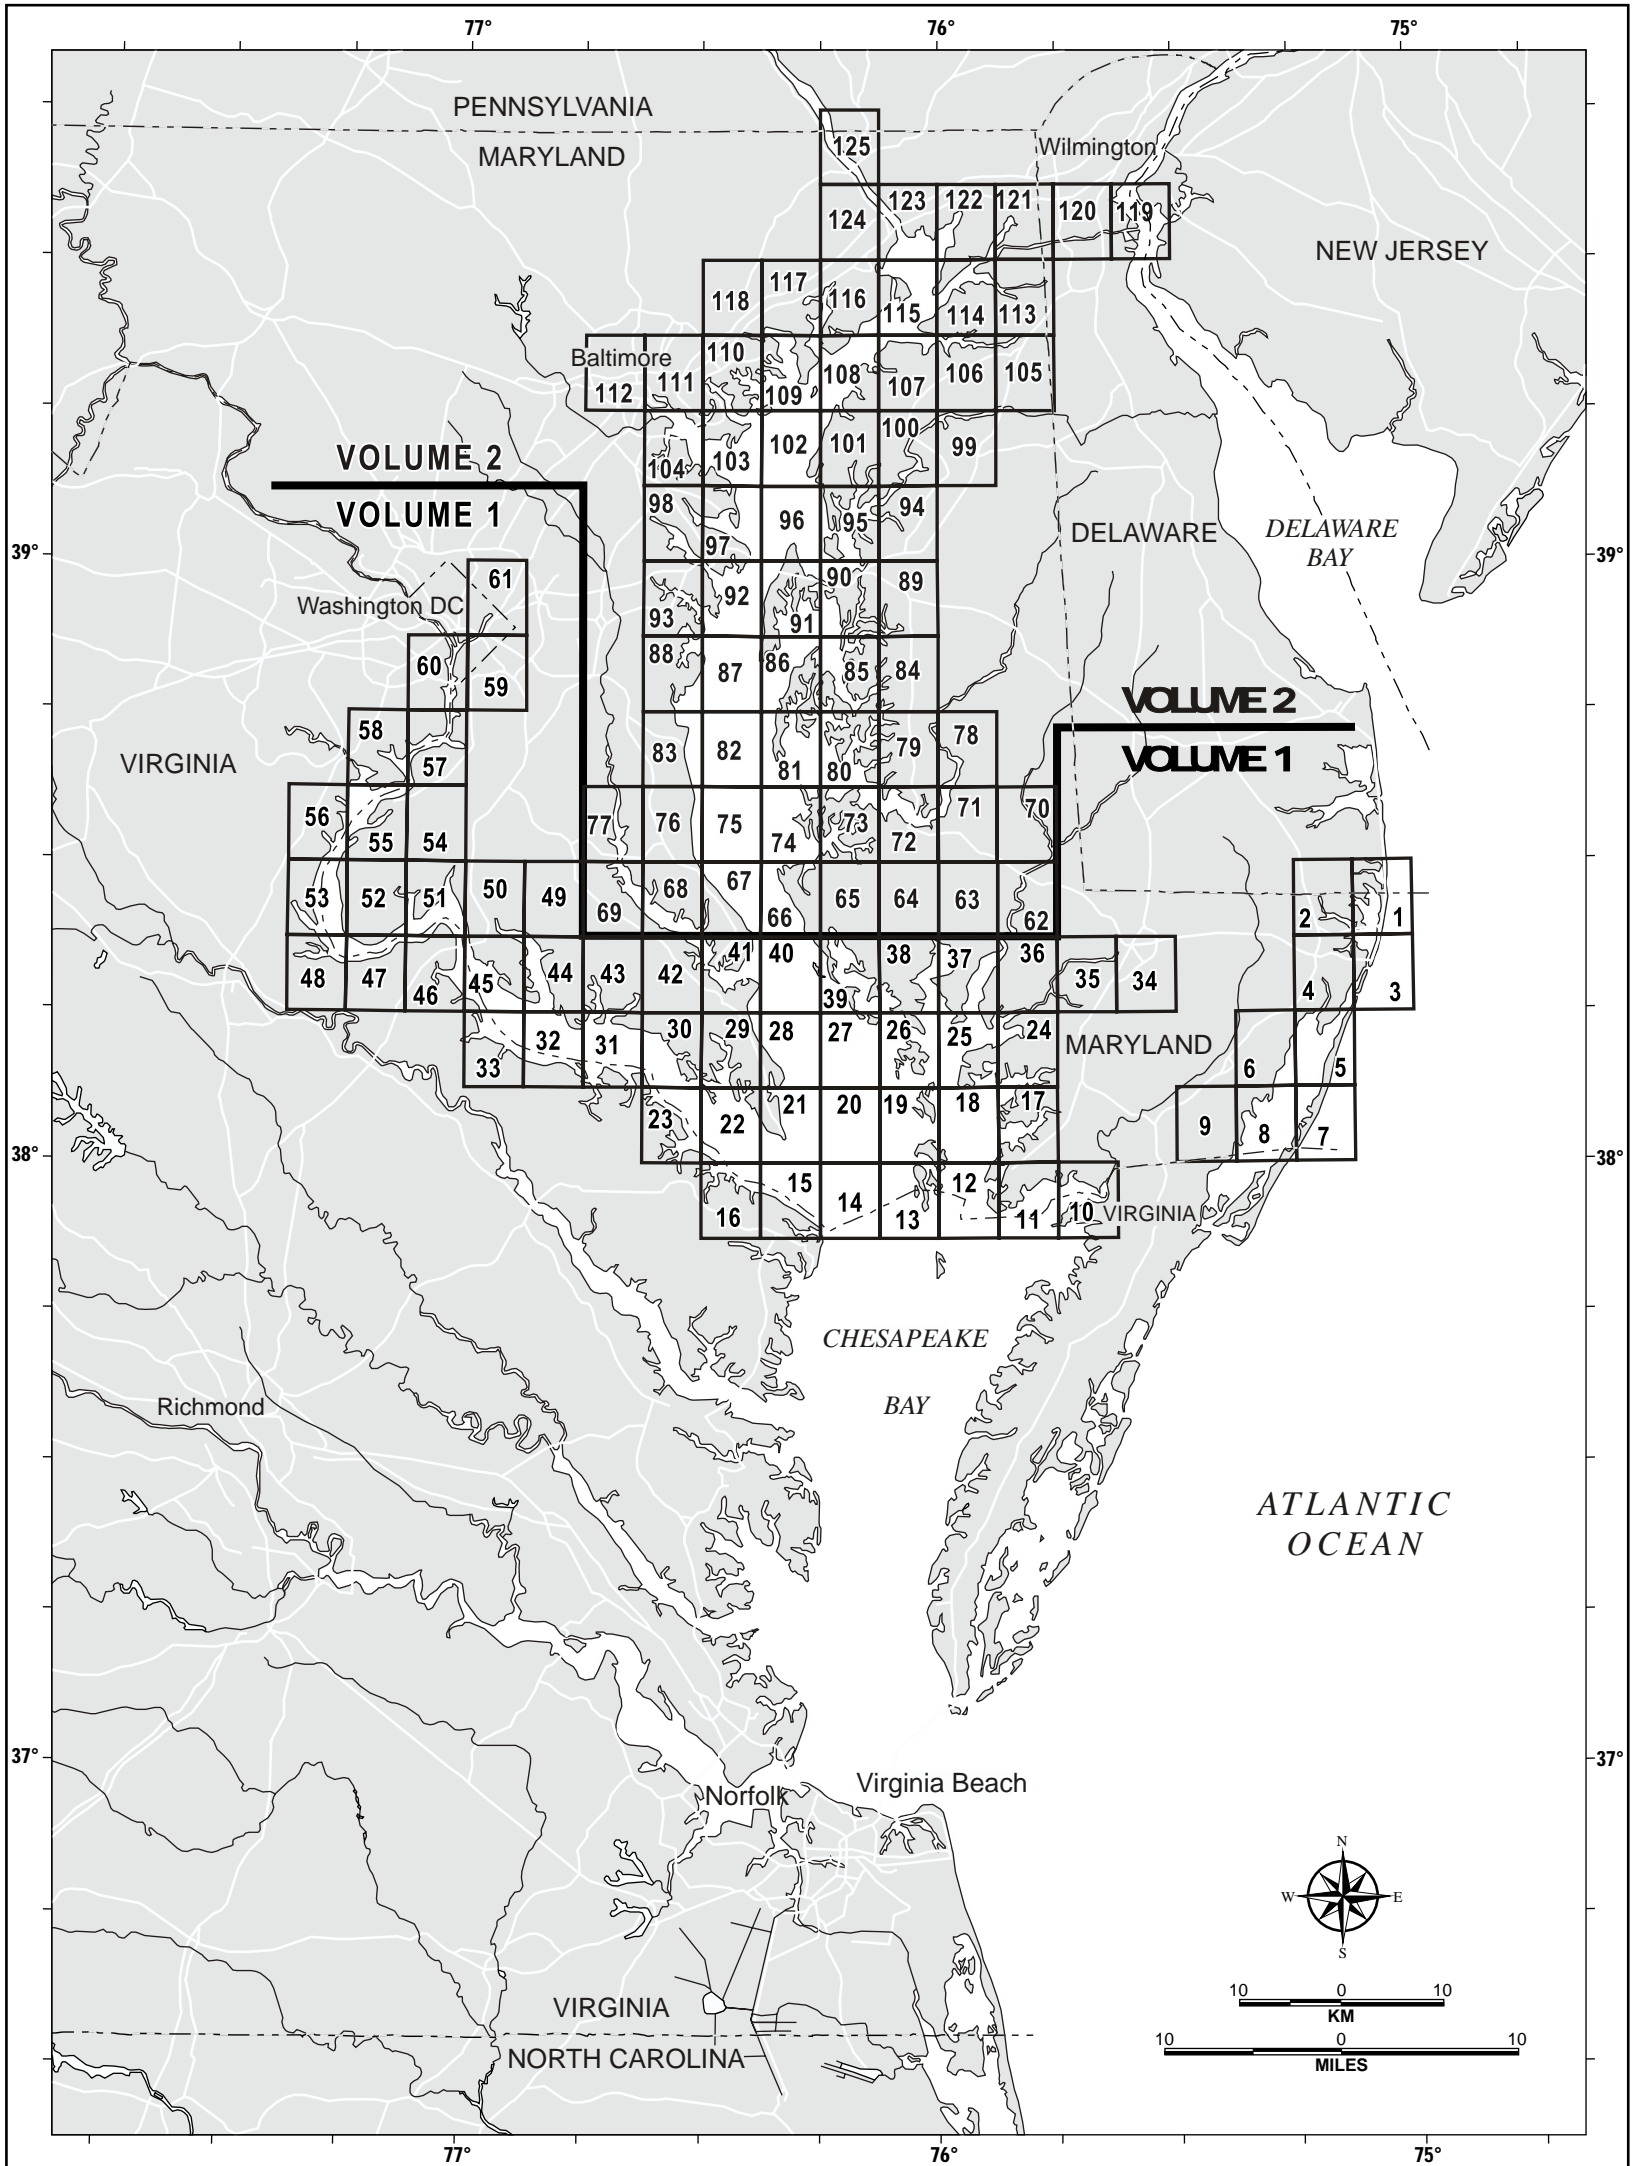 77° 76° 75°
PENNSYLVANIA
MARYLAND
125
Wilmington
124 123 122 121 120 119
NEW JERSEY
118 117 116 115 114 113
Baltimore
112 111 110 109 108 107 106 105
104 103 102 101 100 99
VOLUME 2
VOLUME 1
98 97 96 95 94
DELAWARE
DELAWARE
BAY
39° 39°
61
Washington DC
93 92 91 90 89
60 59
88 87 86 85 84
VOLUME 2
VOLUME 1
58 57
83 82 81 80 79 78
VIRGINIA
56 55 54
77 76 75 74 73 72 71 70
53 52 51 50 49
69 68 67 66 65 64 63 62
2 1
48 47 46 45 44 43 42 41 40 39 38 37 36 35 34
4 3
33 32 31 30 29 28 27 26 25 24
MARYLAND
6 5
23 22 21 20 19 18 17
9 8 7
38° 38°
16 15 14 13 12 11 10
VIRGINIA
CHESAPEAKE
BAY
Richmond
ATLANTIC
OCEAN
37° 37°
Norfolk
Virginia Beach
N
W E
S
VIRGINIA
NORTH CAROLINA
10 0 10
KM
10 0 10
MILES
77° 76° 75°